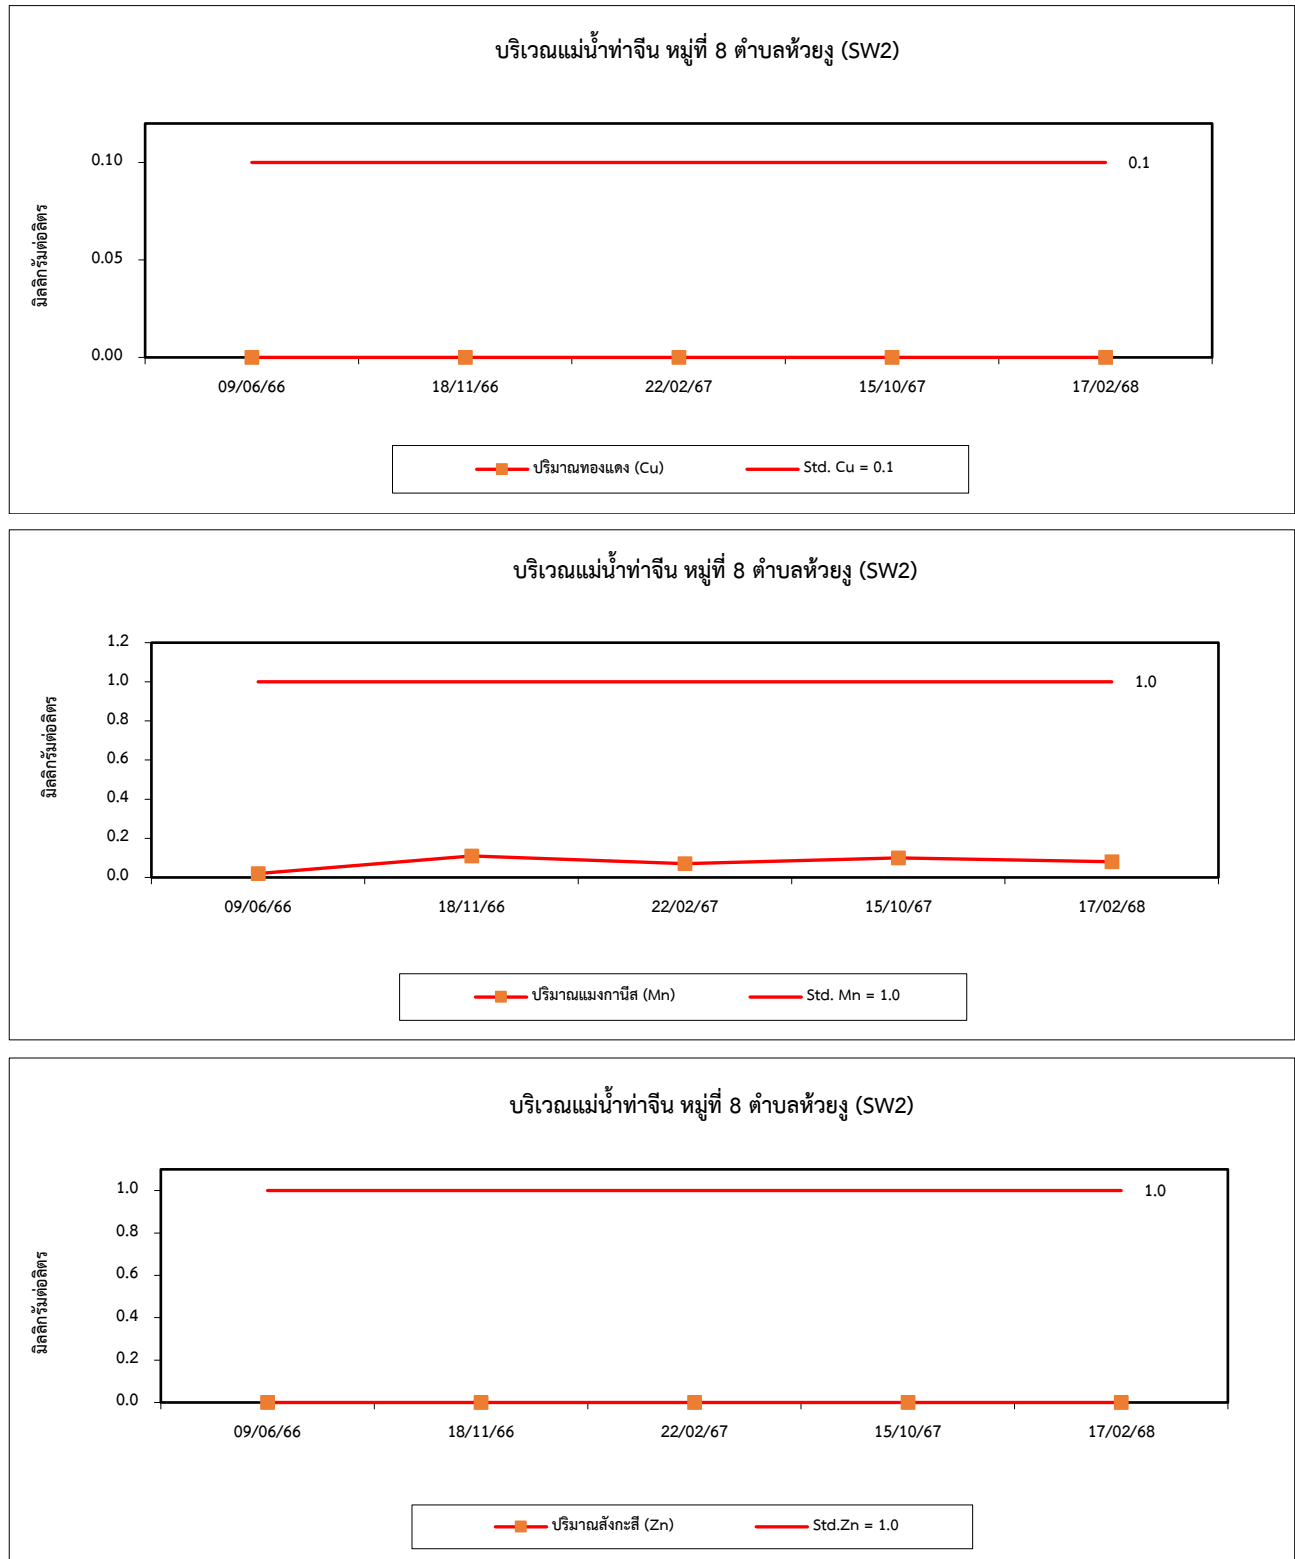 บริเวณแม่น้ำท่าจีน หมู่ที่ 8 ตำบลห้วยงู (SW2)
มิลลิกรัมต่อลิตร
0.10
0.05
0.00
0.1
09/06/66 18/11/66 22/02/67 15/10/67 17/02/68
ปริมาณทองแดง (Cu) Std. Cu = 0.1
บริเวณแม่น้ำท่าจีน หมู่ที่ 8 ตำบลห้วยงู (SW2)
มิลลิกรัมต่อลิตร
1.2
1.0
0.8
0.6
0.4
0.2
0.0
1.0
09/06/66 18/11/66 22/02/67 15/10/67 17/02/68
ปริมาณแมงกานีส (Mn) Std. Mn = 1.0
บริเวณแม่น้ำท่าจีน หมู่ที่ 8 ตำบลห้วยงู (SW2)
มิลลิกรัมต่อลิตร
1.0
0.8
0.6
0.4
0.2
0.0
1.0
09/06/66 18/11/66 22/02/67 15/10/67 17/02/68
ปริมาณสังกะสี (Zn) Std.Zn = 1.0